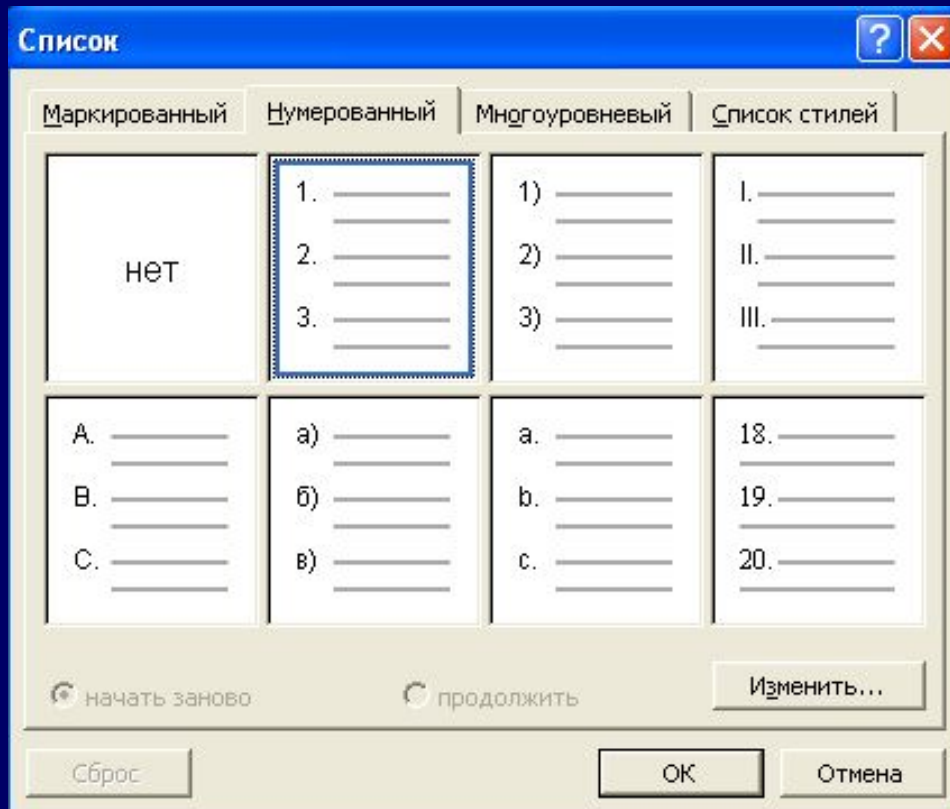 Список
Маркированный Нумерованный Многоуровневый Список стилей
нет
1.
2.
3.
1)
2)
3)
I.
II.
III.
A.
B.
C.
а)
б)
в)
a.
b.
c.
18.
19.
20.
начать заново продолжить Изменить...
Сброс ОК Отмена